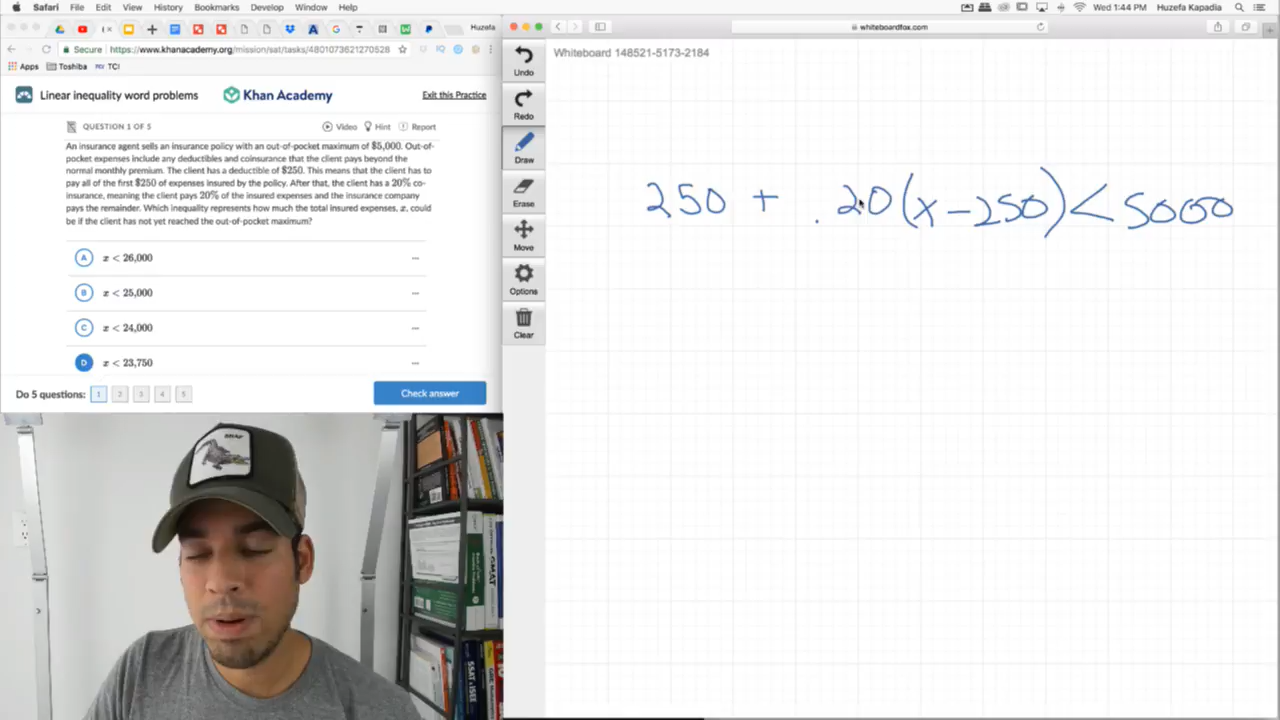 Safari File Edit View History Bookmarks Develop Window Help
Wed 1:44 PM Huzefa Kapadia
Huzefa
Secure https://www.khanacademy.org/mission/sat/tasks/4801073621270528
Apps Toshiba TCI
Linear inequality word problems Khan Academy Exit this Practice
QUESTION 1 OF 5 Video Hint Report
An insurance agent sells an insurance policy with an out-of-pocket maximum of $5,000. Out-of-
pocket expenses include any deductibles and coinsurance that the client pays beyond the
normal monthly premium. The client has a deductible of $250. This means that the client has to
pay all of the first $250 of expenses insured by the policy. After that, the client has a 20% co-
insurance, meaning the client pays 20% of the insured expenses and the insurance company
pays the remainder. Which inequality represents how much the total insured expenses, x, could
be if the client has not yet reached the out-of-pocket maximum?
A x < 26,000
B x < 25,000
C x < 24,000
D x < 23,750
Do 5 questions: 1 2 3 4 5 Check answer
whiteboardfox.com
Whiteboard 148521-5173-2184
Undo
Redo
Draw
Erase
Move
Options
Clear
250 + .20(x-250)<5000
GOAT
GMAT
SSAT & ISEE